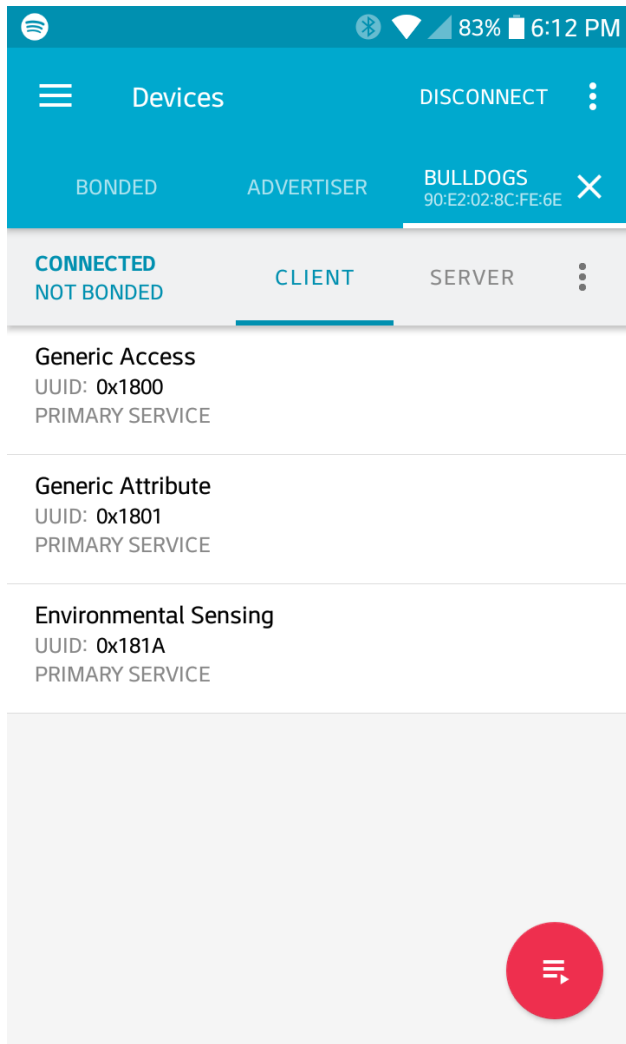 83% 6:12 PM
Devices DISCONNECT
BONDED ADVERTISER BULLDOGS
90:E2:02:8C:FE:6E
CONNECTED
NOT BONDED
CLIENT SERVER
Generic Access
UUID: 0x1800
PRIMARY SERVICE
Generic Attribute
UUID: 0x1801
PRIMARY SERVICE
Environmental Sensing
UUID: 0x181A
PRIMARY SERVICE